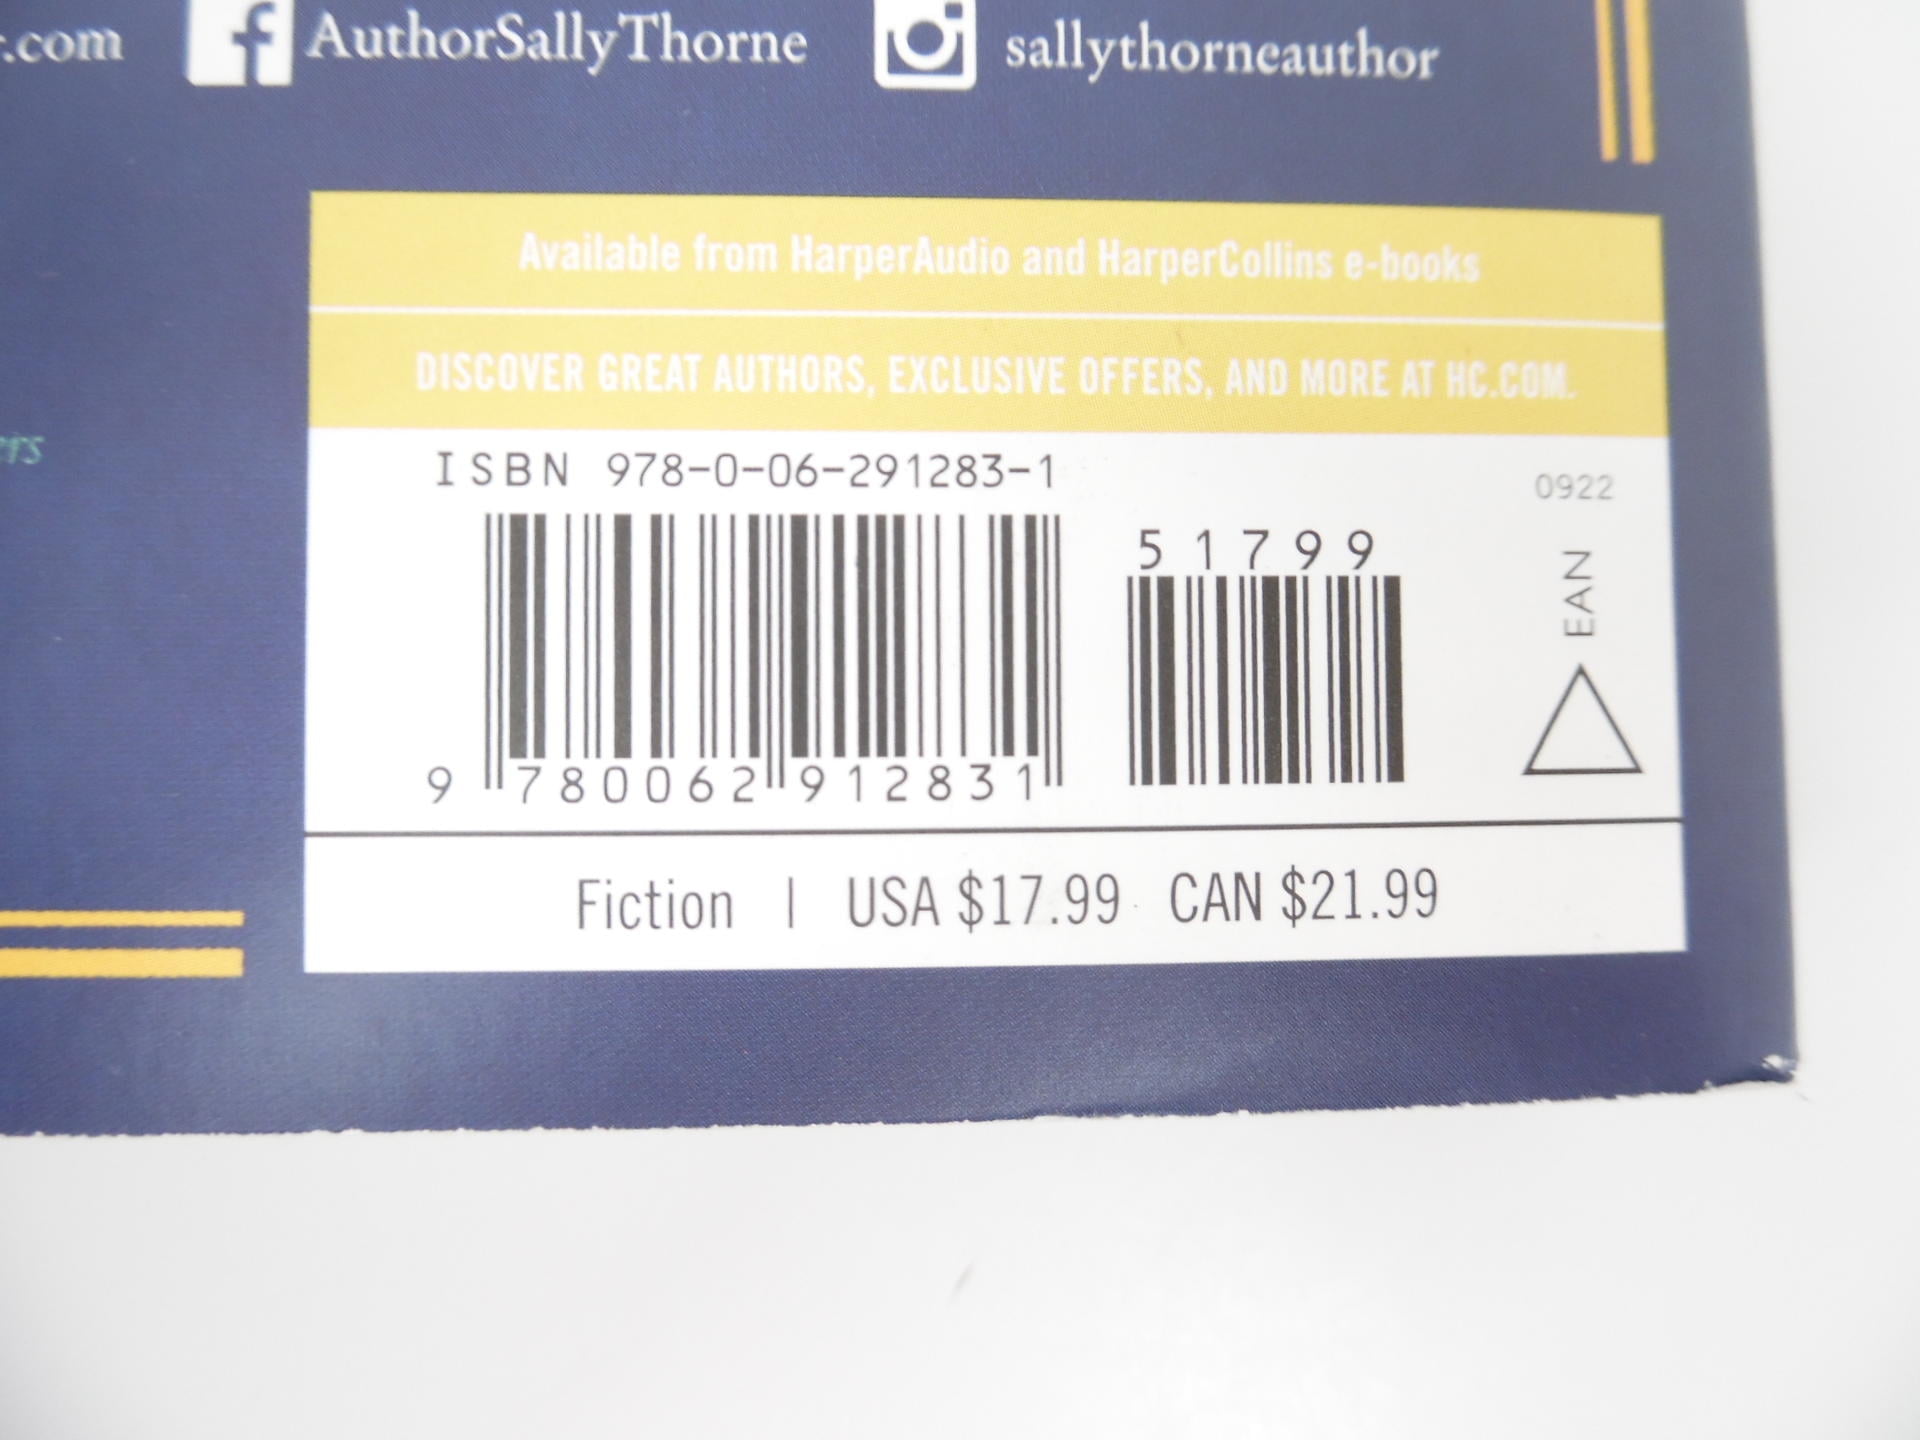 .com AuthorSallyThorne sallythorneauthor
Available from HarperAudio and HarperCollins e-books
DISCOVER GREAT AUTHORS, EXCLUSIVE OFFERS, AND MORE AT HC.COM.
ers
ISBN 978-0-06-291283-1
0922
51799
EAN
9 780062 912831
Fiction | USA $17.99 CAN $21.99